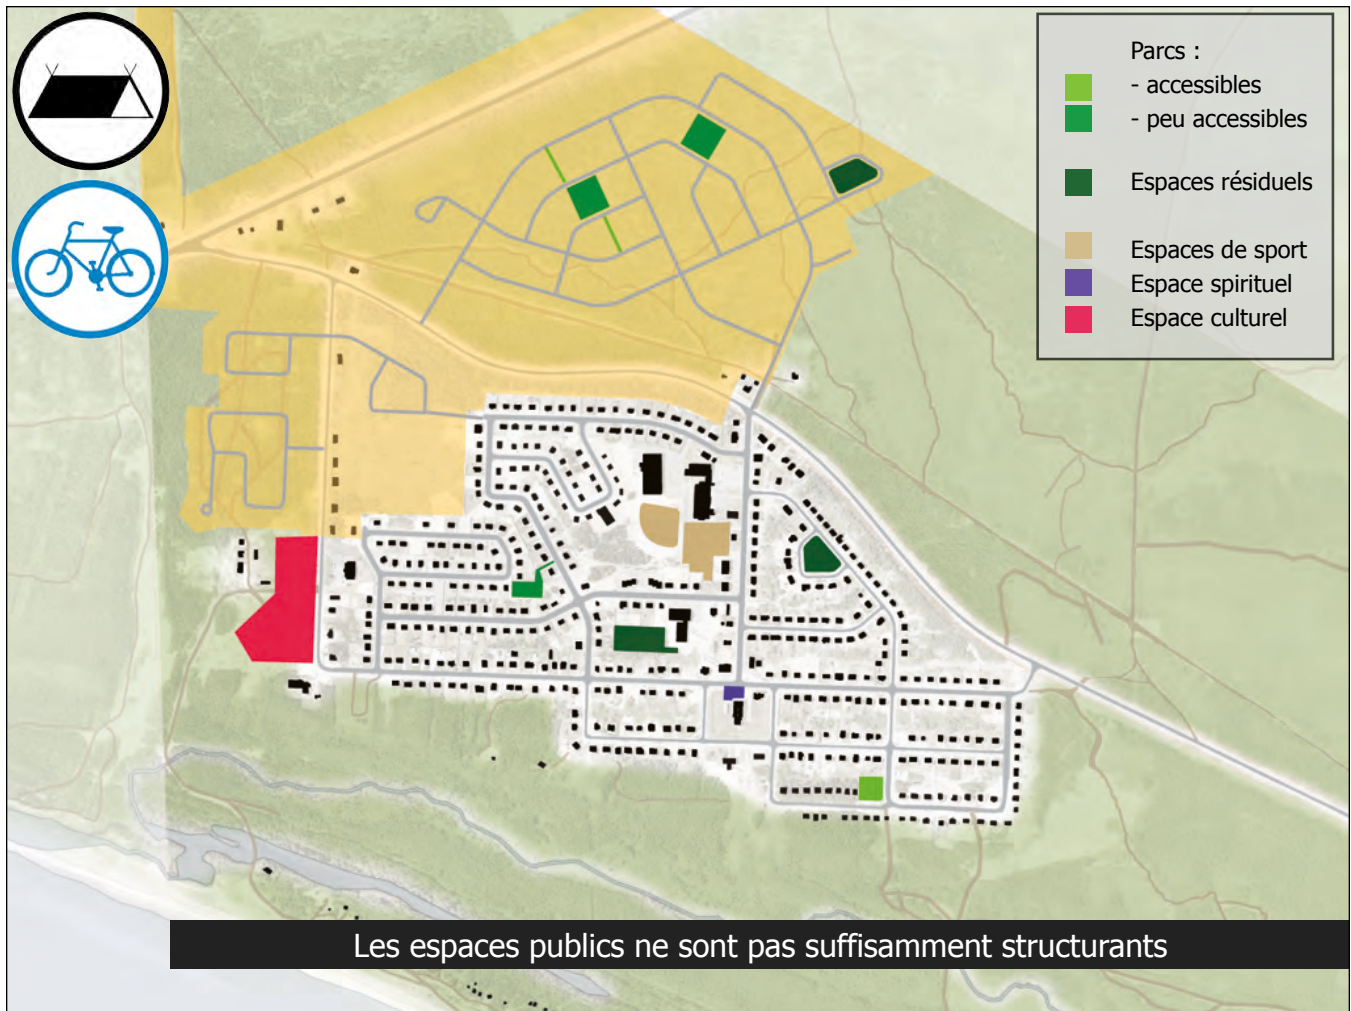 Parcs :
- accessibles
- peu accessibles
Espaces résiduels
Espaces de sport
Espace spirituel
Espace culturel
Les espaces publics ne sont pas suffisamment structurants